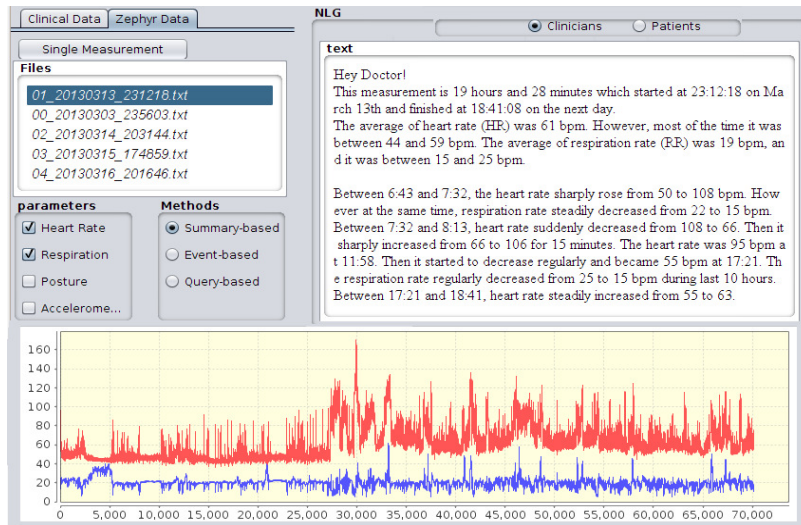 Clinical Data
Zephyr Data
Single Measurement
Files
01_20130313_231218.txt
00_20130303_235603.txt
02_20130314_203144.txt
03_20130315_174859.txt
04_20130316_201646.txt
parameters
Heart Rate
Respiration
Posture
Accelerome...
Methods
Summary-based
Event-based
Query-based
NLG
Clinicians
Patients
text
Hey Doctor!
This measurement is 19 hours and 28 minutes which started at 23:12:18 on Ma
rch 13th and finished at 18:41:08 on the next day.
The average of heart rate (HR) was 61 bpm. However, most of the time it was
between 44 and 59 bpm. The average of respiration rate (RR) was 19 bpm, an
d it was between 15 and 25 bpm.
Between 6:43 and 7:32, the heart rate sharply rose from 50 to 108 bpm. How
ever at the same time, respiration rate steadily decreased from 22 to 15 bpm.
Between 7:32 and 8:13, heart rate suddenly decreased from 108 to 66. Then it
sharply increased from 66 to 106 for 15 minutes. The heart rate was 95 bpm a
t 11:58. Then it started to decrease regularly and became 55 bpm at 17:21. Th
e respiration rate regularly decreased from 25 to 15 bpm during last 10 hours.
Between 17:21 and 18:41, heart rate steadily increased from 55 to 63.
160
140
120
100
80
60
40
20
0
0 5,000 10,000 15,000 20,000 25,000 30,000 35,000 40,000 45,000 50,000 55,000 60,000 65,000 70,000